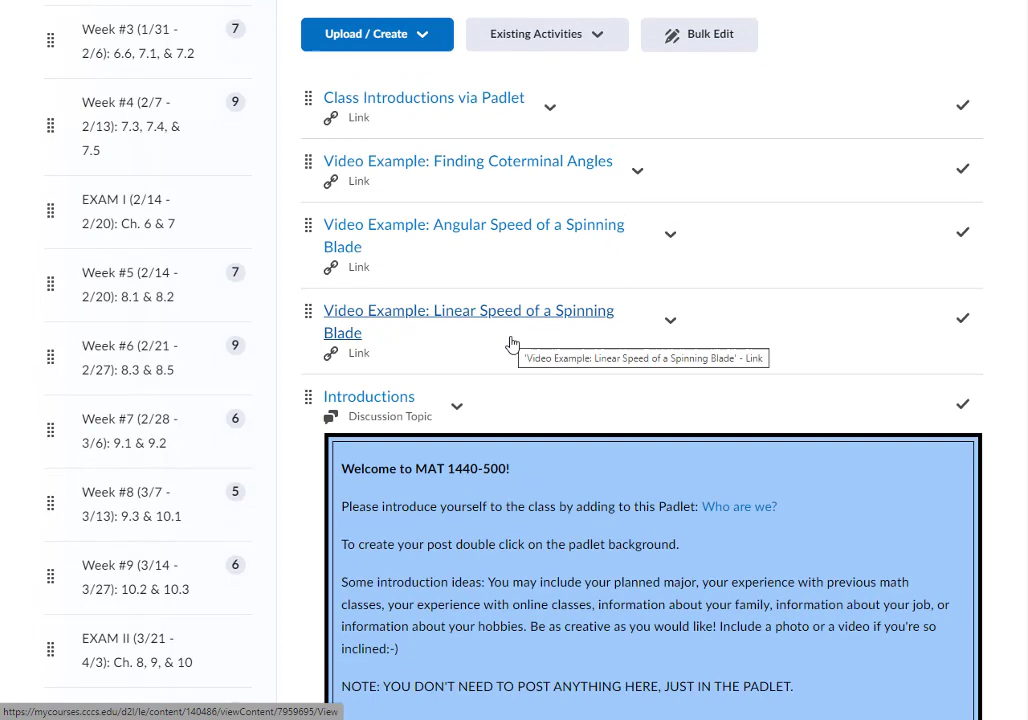 Week #3 (1/31 -
2/6): 6.6, 7.1, & 7.2
7
Week #4 (2/7 -
2/13): 7.3, 7.4, &
7.5
9
EXAM I (2/14 -
2/20): Ch. 6 & 7
Week #5 (2/14 -
2/20): 8.1 & 8.2
7
Week #6 (2/21 -
2/27): 8.3 & 8.5
9
Week #7 (2/28 -
3/6): 9.1 & 9.2
6
Week #8 (3/7 -
3/13): 9.3 & 10.1
5
Week #9 (3/14 -
3/27): 10.2 & 10.3
6
EXAM II (3/21 -
4/3): Ch. 8, 9, & 10
Upload / Create
Existing Activities
Bulk Edit
Class Introductions via Padlet
Link
Video Example: Finding Coterminal Angles
Link
Video Example: Angular Speed of a Spinning
Blade
Link
Video Example: Linear Speed of a Spinning
Blade
Link
'Video Example: Linear Speed of a Spinning Blade' - Link
Introductions
Discussion Topic
Welcome to MAT 1440-500!
Please introduce yourself to the class by adding to this Padlet: Who are we?
To create your post double click on the padlet background.
Some introduction ideas: You may include your planned major, your experience with previous math
classes, your experience with online classes, information about your family, information about your job, or
information about your hobbies. Be as creative as you would like! Include a photo or a video if you're so
inclined:-)
NOTE: YOU DON'T NEED TO POST ANYTHING HERE, JUST IN THE PADLET.
https://mycourses.cccs.edu/d2l/le/content/140486/viewContent/7959695/View